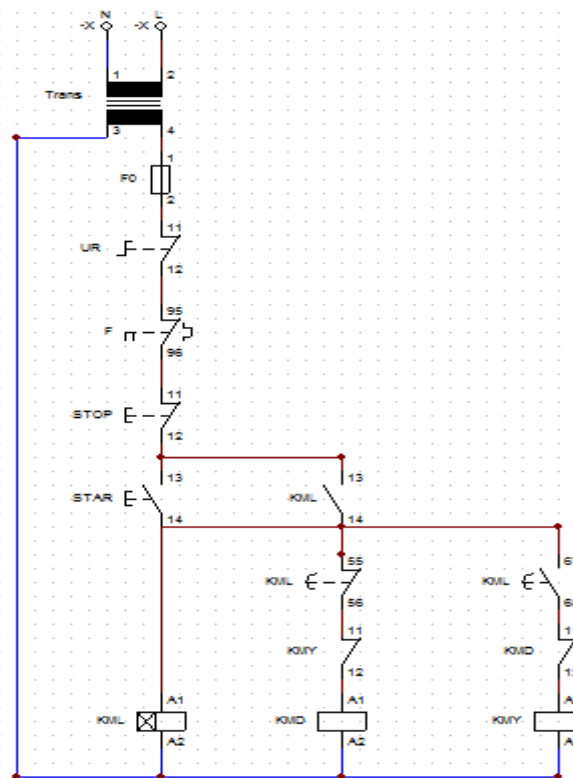 N L
-X -X
1 2
Trans
3 4
1
F0
2
11
UR
12
95
F
96
11
STOP
12
13 13
STAR KML
14 14
55
KML KML
56
11
KMY KMD
12
A1 A1
KML KMD KMY
A2 A2